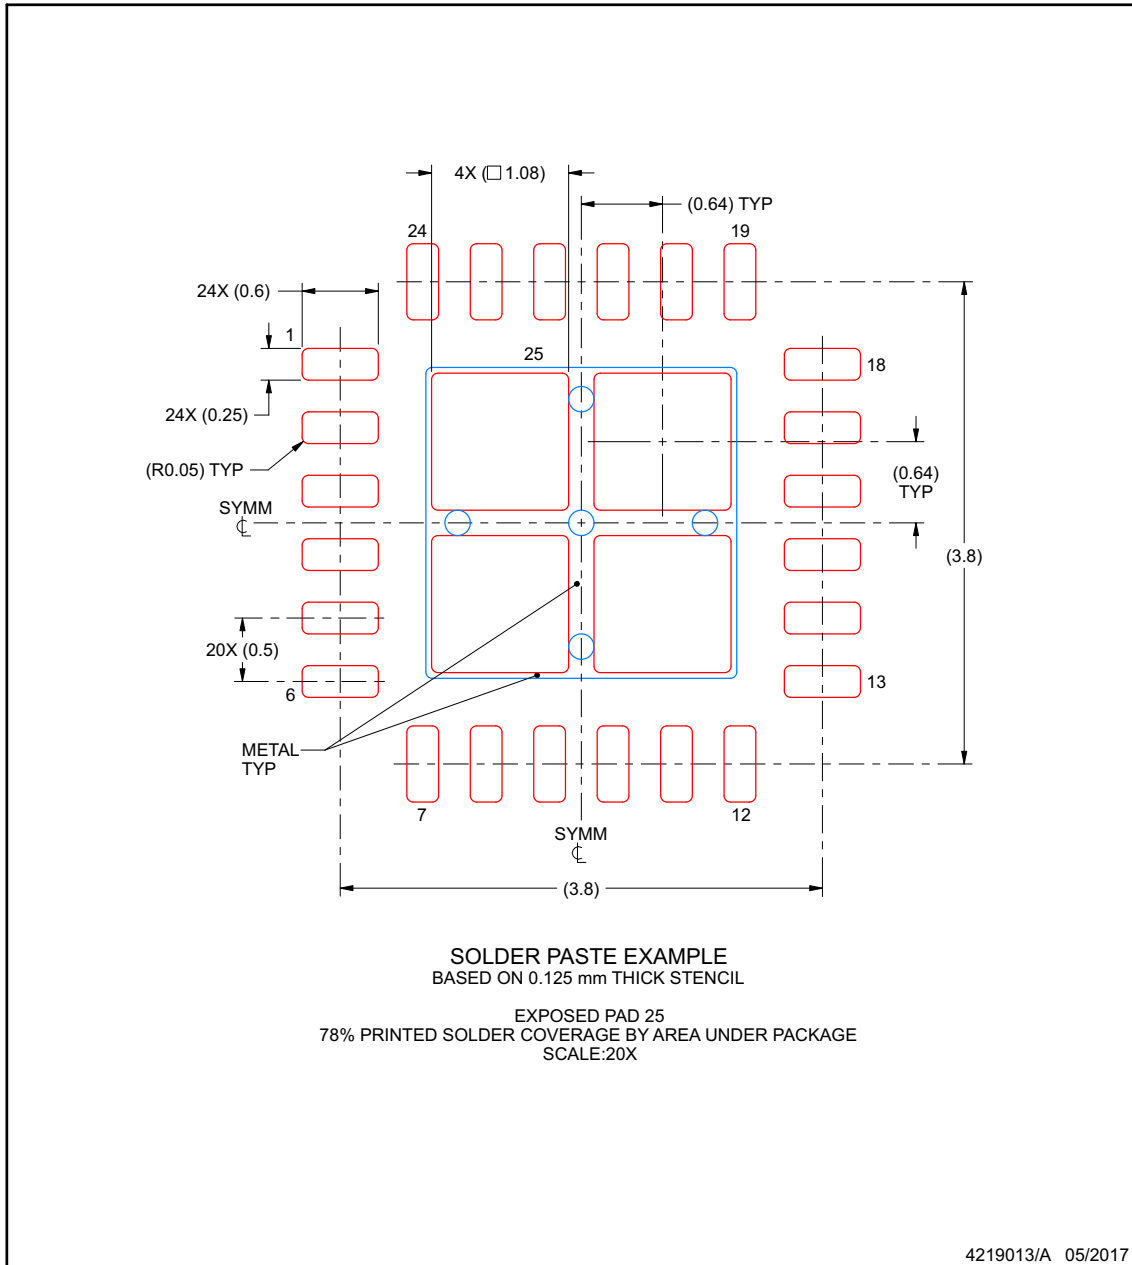 4X (□ 1.08)
(0.64) TYP
24
19
24X (0.6)
1
25
18
24X (0.25)
(R0.05) TYP
(0.64)
TYP
SYMM
℄
(3.8)
20X (0.5)
6
13
METAL
TYP
7
12
SYMM
℄
(3.8)
SOLDER PASTE EXAMPLE
BASED ON 0.125 mm THICK STENCIL
EXPOSED PAD 25
78% PRINTED SOLDER COVERAGE BY AREA UNDER PACKAGE
SCALE:20X
4219013/A 05/2017